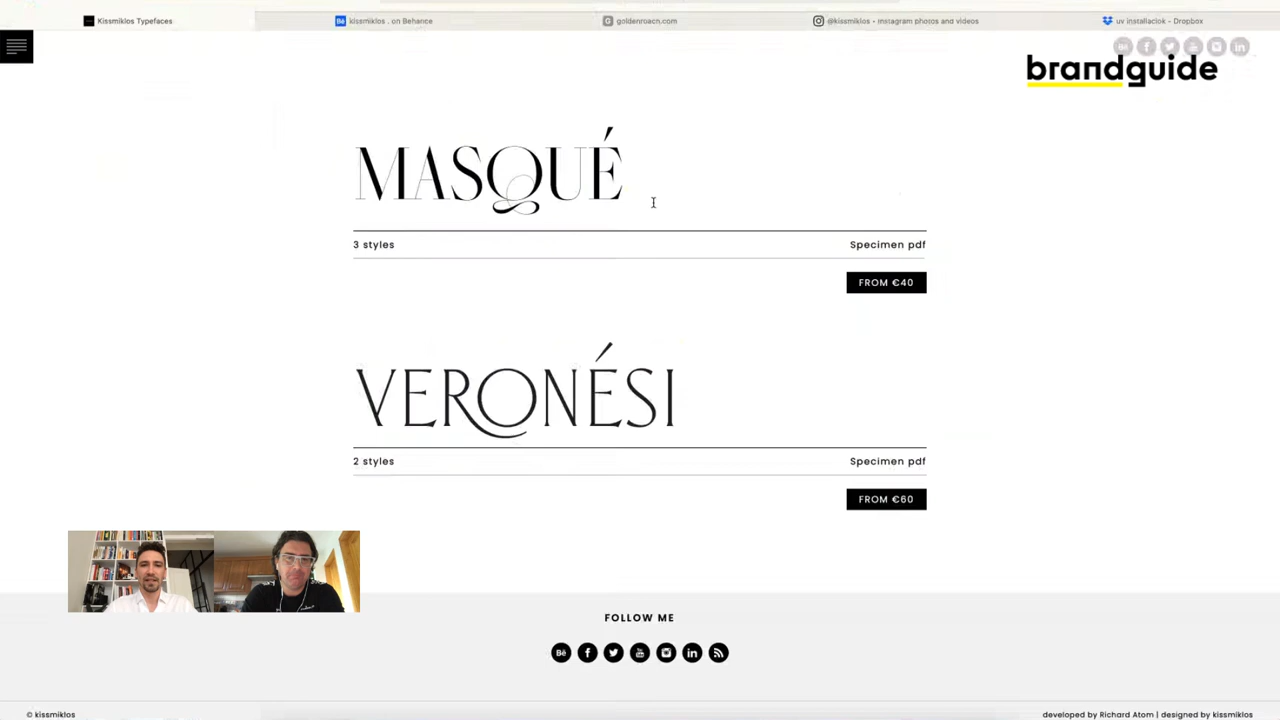 Kissmiklos Typefaces
kissmiklos . on Behance
goldenroacn.com
@kissmiklos • Instagram photos and videos
uv installaciok - Dropbox
brandguide
MASQUÉ
3 styles
Specimen pdf
FROM €40
VERONÉSI
2 styles
Specimen pdf
FROM €60
FOLLOW ME
© kissmiklos
developed by Richard Atom | designed by kissmiklos